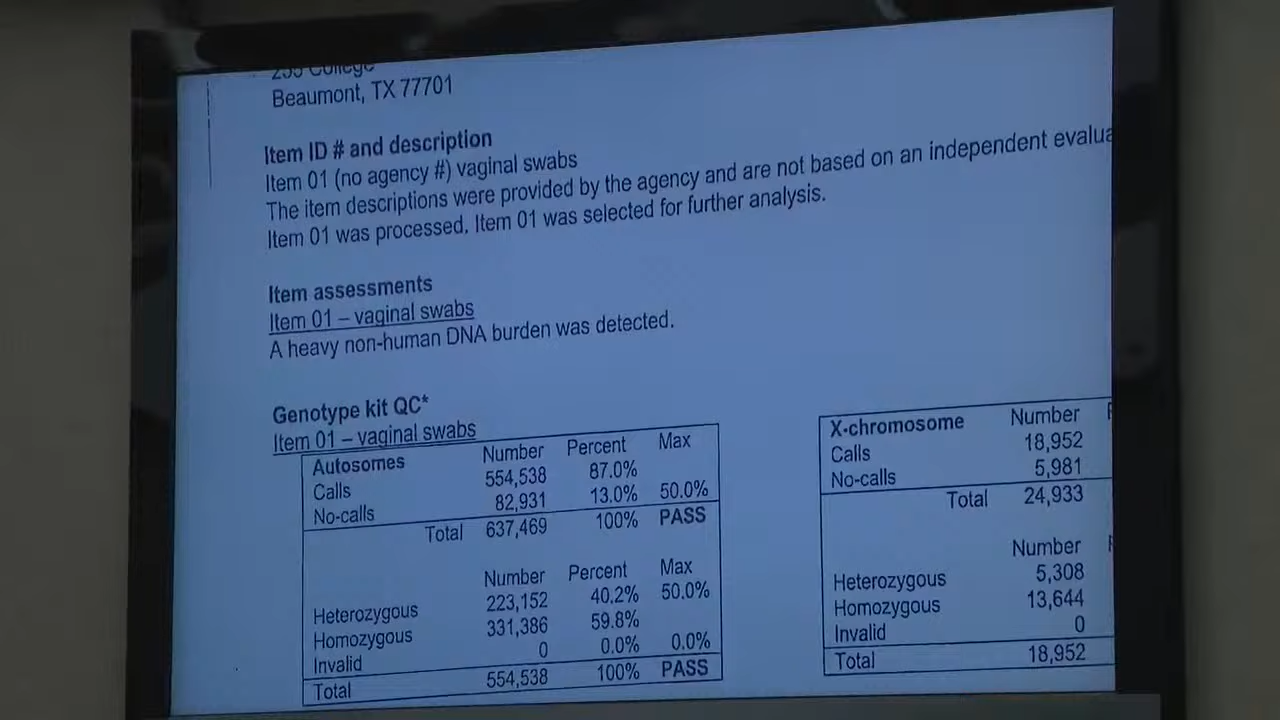 Beaumont, TX 77701
Item ID # and description
Item 01 (no agency #) vaginal swabs
The item descriptions were provided by the agency and are not based on an independent
Item 01 was processed. Item 01 was selected for further analysis.
Item assessments
Item 01 – vaginal swabs
A heavy non-human DNA burden was detected.
Genotype kit QC*
Item 01 – vaginal swabs
Autosomes Number Percent Max
Calls 554,538 87.0%
No-calls 82,931 13.0% 50.0%
Total 637,469 100% PASS
Number Percent Max
Heterozygous 223,152 40.2% 50.0%
Homozygous 331,386 59.8%
Invalid 0 0.0% 0.0%
Total 554,538 100% PASS
X-chromosome Number
Calls 18,952
No-calls 5,981
Total 24,933
Number
Heterozygous 5,308
Homozygous 13,644
Invalid 0
Total 18,952